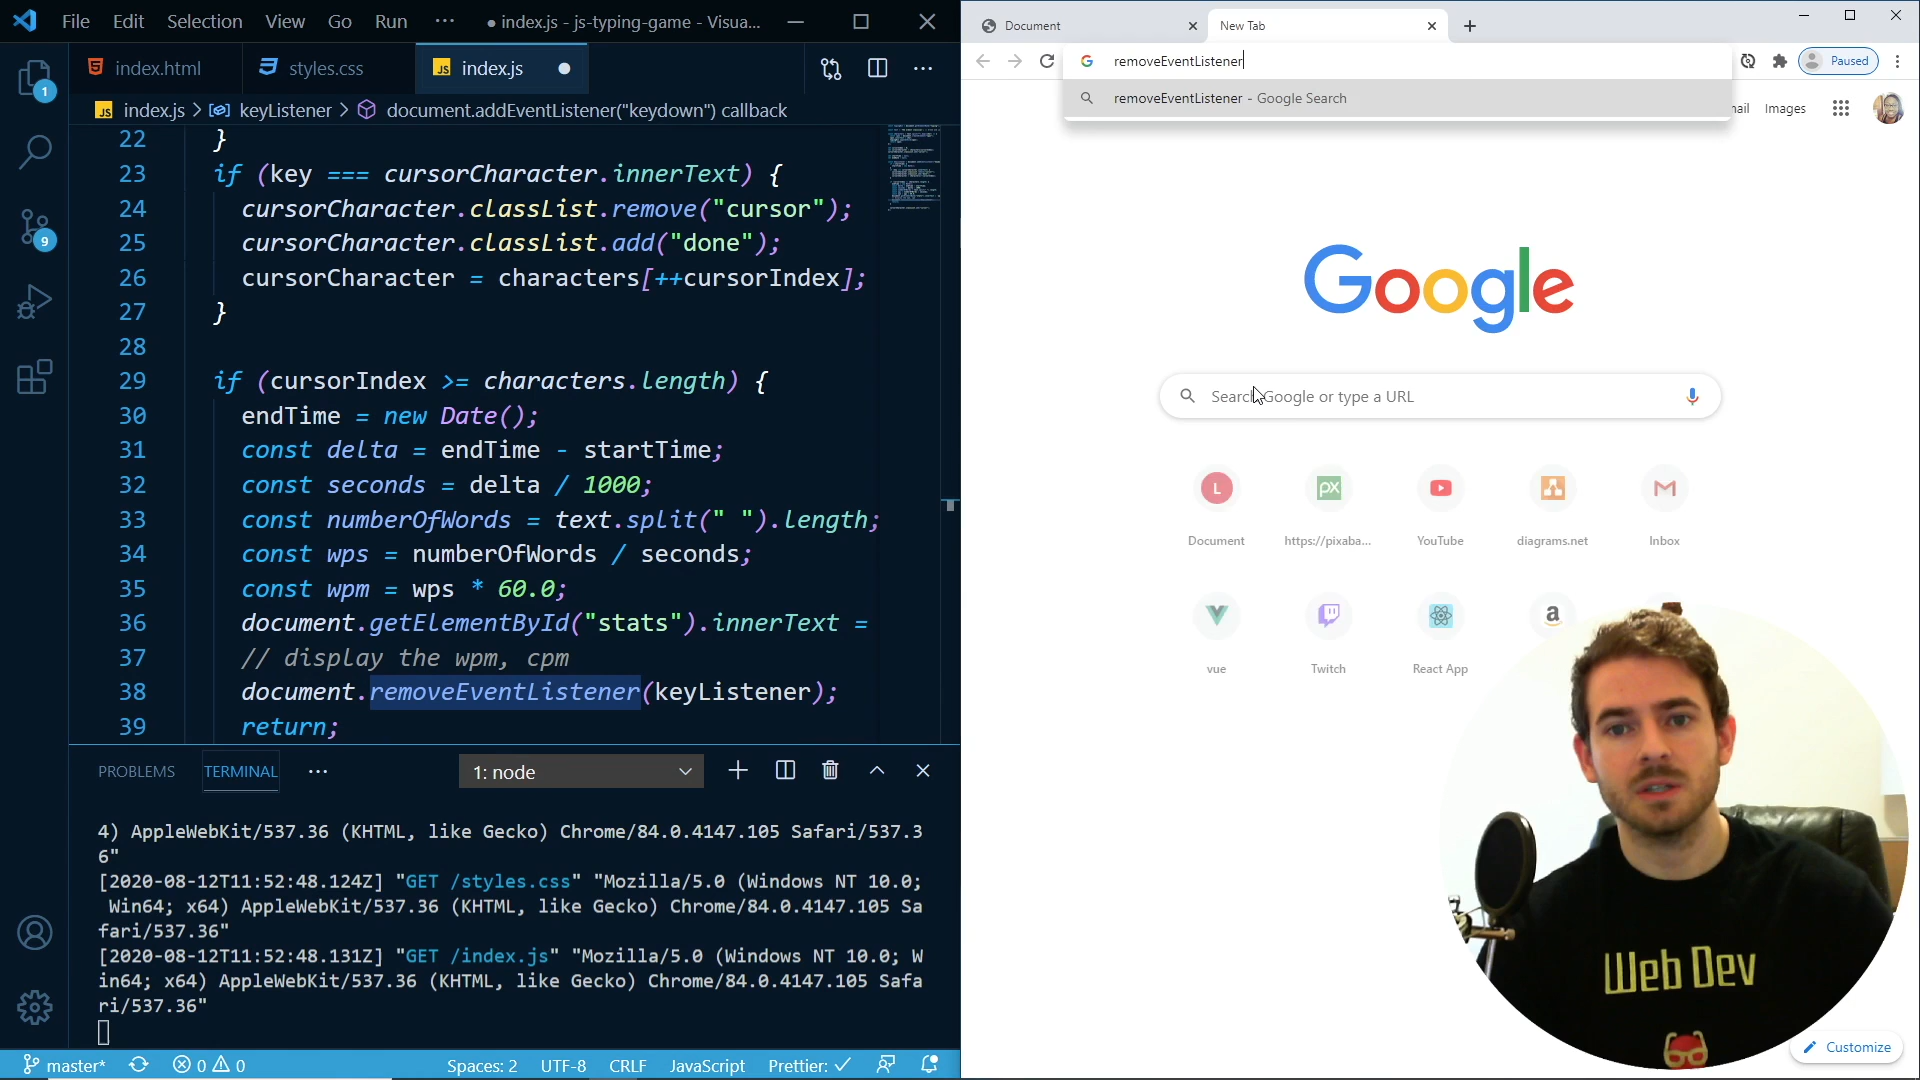 File Edit Selection View Go Run ··· ● index.js - js-typing-game - Visua...
index.html
styles.css
JS index.js ●
1
JS index.js > keyListener > document.addEventListener("keydown") callback
22 }
23 if (key === cursorCharacter.innerText) {
24 cursorCharacter.classList.remove("cursor");
25 cursorCharacter.classList.add("done");
26 cursorCharacter = characters[++cursorIndex];
27 }
28
29 if (cursorIndex >= characters.length) {
30 endTime = new Date();
31 const delta = endTime - startTime;
32 const seconds = delta / 1000;
33 const numberOfWords = text.split(" ").length;
34 const wps = numberOfWords / seconds;
35 const wpm = wps * 60.0;
36 document.getElementById("stats").innerText =
37 // display the wpm, cpm
38 document.removeEventListener(keyListener);
39 return;
9
PROBLEMS TERMINAL ··· 1: node
4) AppleWebKit/537.36 (KHTML, like Gecko) Chrome/84.0.4147.105 Safari/537.3
6"
[2020-08-12T11:52:48.124Z] "GET /styles.css" "Mozilla/5.0 (Windows NT 10.0;
Win64; x64) AppleWebKit/537.36 (KHTML, like Gecko) Chrome/84.0.4147.105 Sa
fari/537.36"
[2020-08-12T11:52:48.131Z] "GET /index.js" "Mozilla/5.0 (Windows NT 10.0; W
in64; x64) AppleWebKit/537.36 (KHTML, like Gecko) Chrome/84.0.4147.105 Safa
ri/537.36"
master* 0 0 Spaces: 2 UTF-8 CRLF JavaScript Prettier: ✓
Document
New Tab
removeEventListener
Paused
removeEventListener - Google Search
ail Images
Google
Search Google or type a URL
L
px
a
Document https://pixaba... YouTube diagrams.net Inbox
vue Twitch React App
Web Dev
Customize